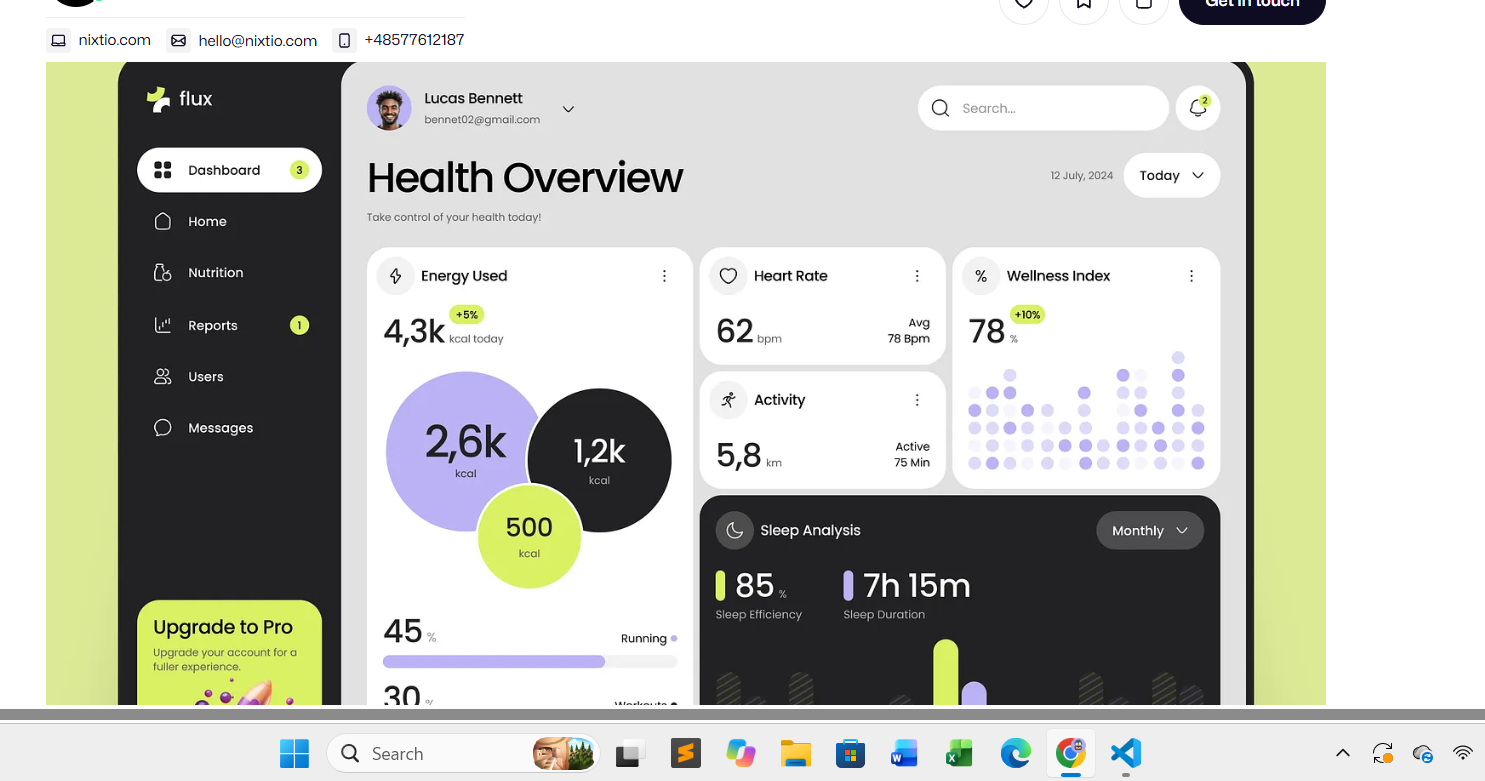 Get in touch
nixtio.com hello@nixtio.com +48577612187
flux
Dashboard 3
Home
Nutrition
Reports 1
Users
Messages
Upgrade to Pro
Upgrade your account for a
fuller experience.
Lucas Bennett
bennet02@gmail.com
Search...
2
Health Overview
Take control of your health today!
12 July, 2024 Today
Energy Used
4,3k +5%
kcal today
2,6k
kcal
1,2k
kcal
500
kcal
45 %
Running
30 %
Workouts
Heart Rate
62 bpm
Avg
78 Bpm
Activity
5,8 km
Active
75 Min
% Wellness Index
78 % +10%
Sleep Analysis Monthly
85 %
Sleep Efficiency
7h 15m
Sleep Duration
Search